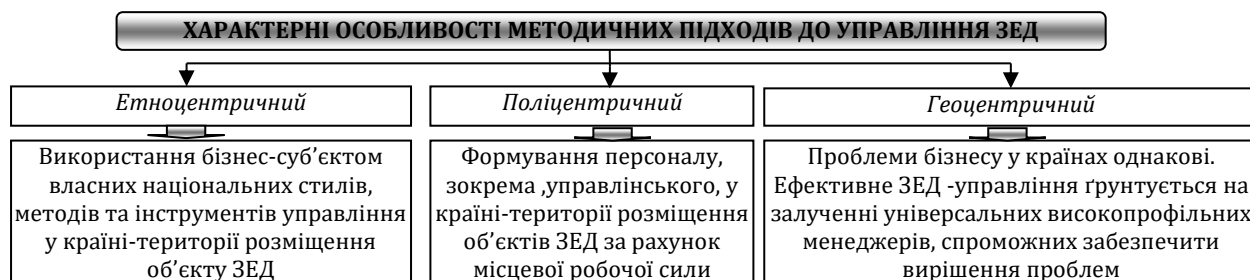 ХАРАКТЕРНІ ОСОБЛИВОСТІ МЕТОДИЧНИХ ПІДХОДІВ ДО УПРАВЛІННЯ ЗЕД
Етноцентричний
Використання бізнес-суб’єктом
власних національних стилів,
методів та інструментів управління
у країні-території розміщення
об’єкту ЗЕД
Поліцентричний
Формування персоналу,
зокрема ,управлінського, у
країні-території розміщення
об’єктів ЗЕД за рахунок
місцевої робочої сили
Геоцентричний
Проблеми бізнесу у країнах однакові.
Ефективне ЗЕД -управління ґрунтується на
залученні універсальних високопрофільних
менеджерів, спроможних забезпечити
вирішення проблем